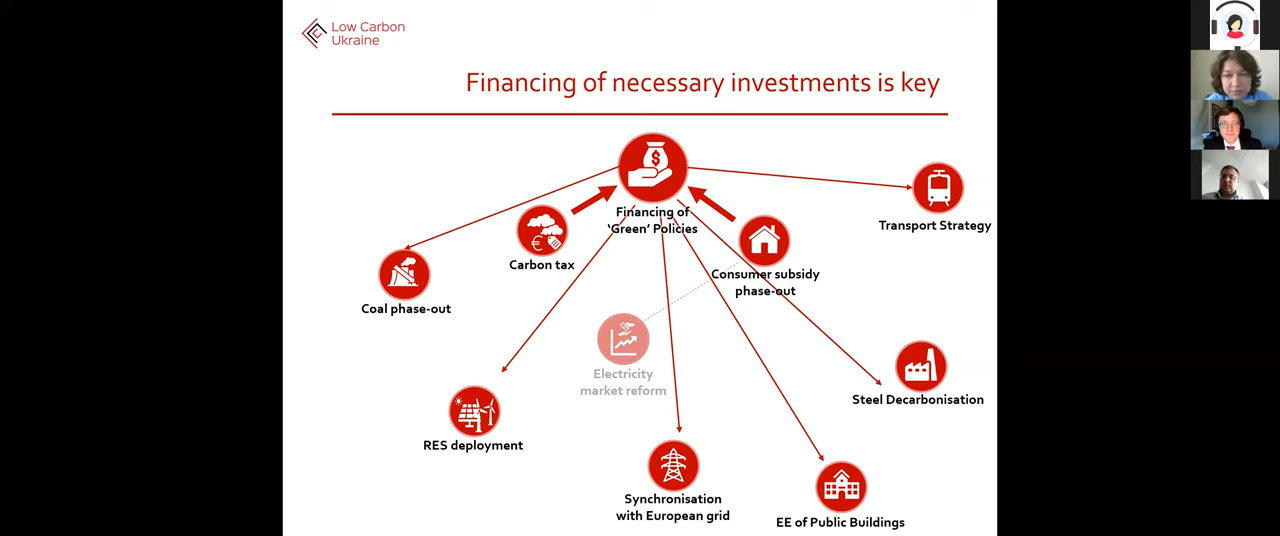 Low Carbon
Ukraine
Financing of necessary investments is key
Financing of
'Green' Policies
Transport Strategy
Carbon tax
Consumer subsidy
phase-out
Coal phase-out
Electricity
market reform
Steel Decarbonisation
RES deployment
Synchronisation
with European grid
EE of Public Buildings